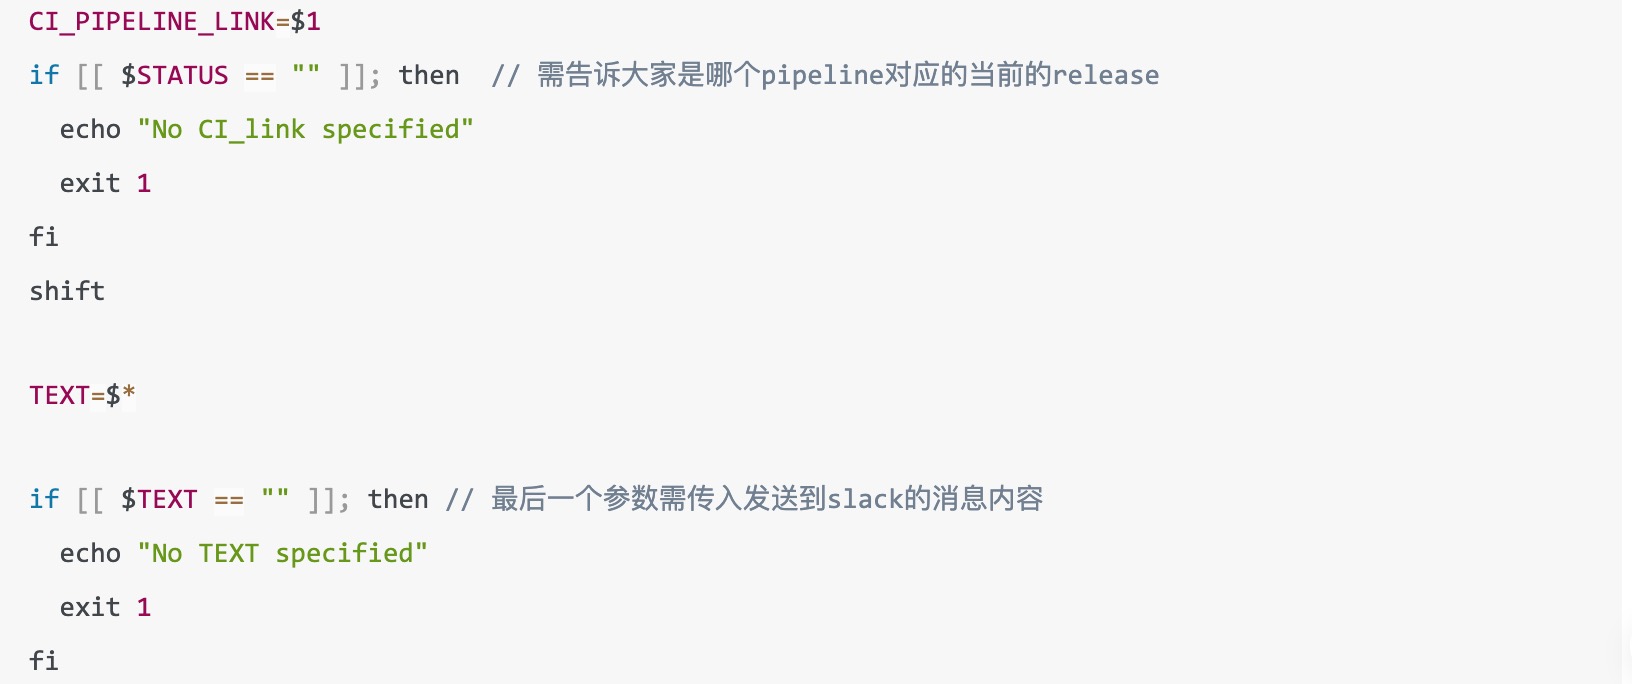 CI_PIPELINE_LINK=$1
if [[ $STATUS == "" ]]; then  // 需告诉大家是哪个pipeline对应的当前的release
  echo "No CI_link specified"
  exit 1
fi
shift
TEXT=$*
if [[ $TEXT == "" ]]; then // 最后一个参数需传入发送到slack的消息内容
  echo "No TEXT specified"
  exit 1
fi